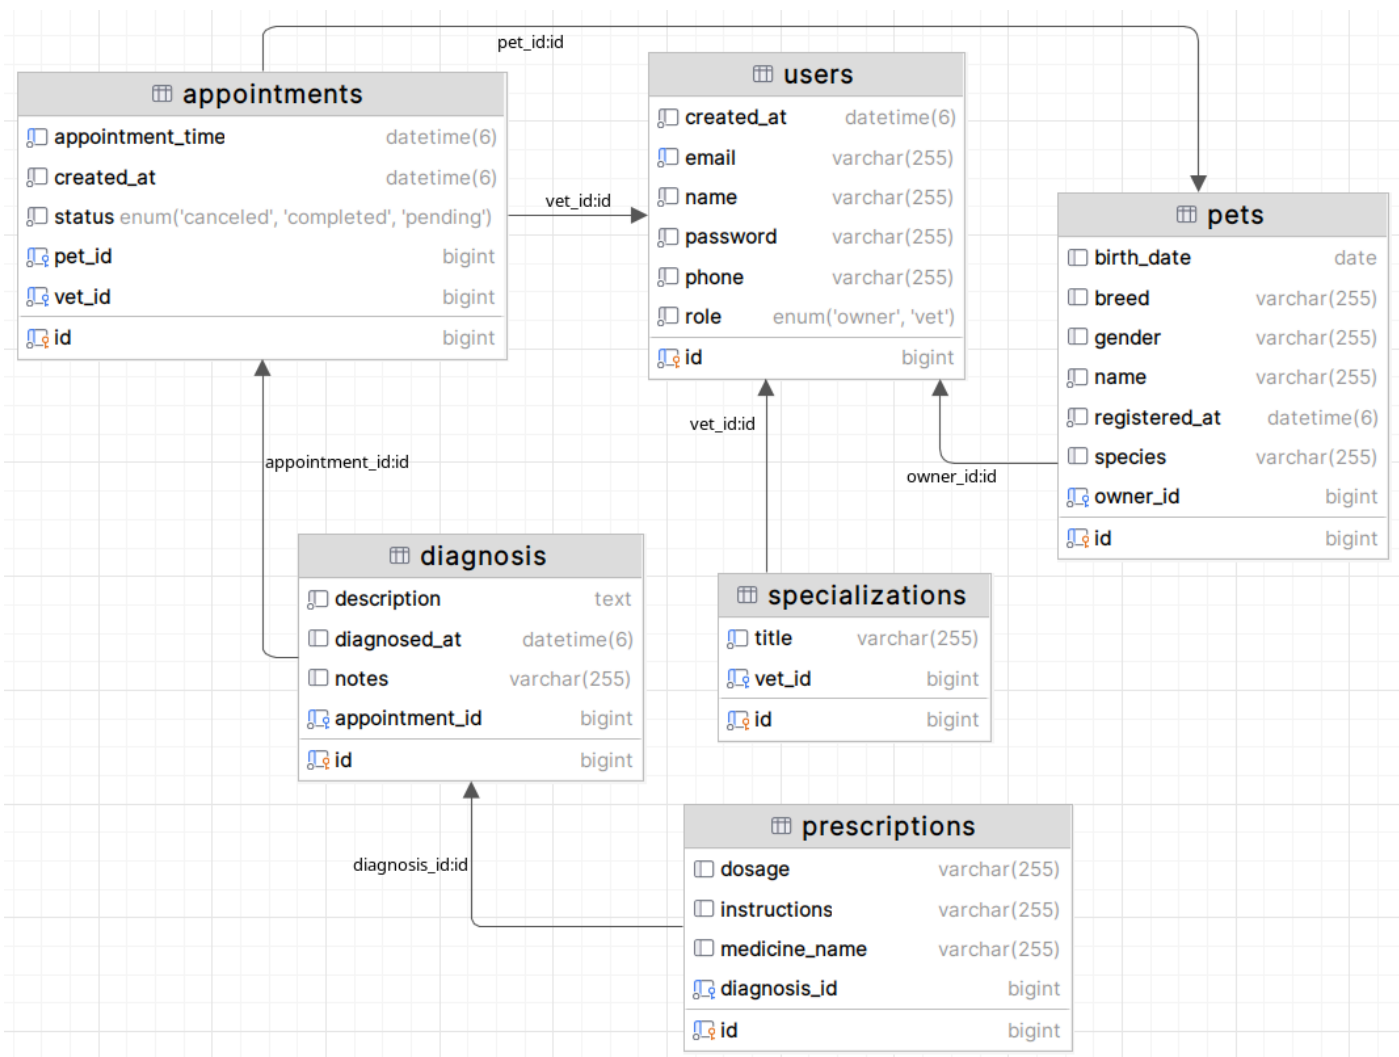 pet_id:id
appointments
appointment_time datetime(6)
created_at datetime(6)
status enum('canceled', 'completed', 'pending')
pet_id bigint
vet_id bigint
id bigint
vet_id:id
users
created_at datetime(6)
email varchar(255)
name varchar(255)
password varchar(255)
phone varchar(255)
role enum('owner', 'vet')
id bigint
pets
birth_date date
breed varchar(255)
gender varchar(255)
name varchar(255)
registered_at datetime(6)
species varchar(255)
owner_id bigint
id bigint
vet_id:id
appointment_id:id
owner_id:id
diagnosis
description text
diagnosed_at datetime(6)
notes varchar(255)
appointment_id bigint
id bigint
specializations
title varchar(255)
vet_id bigint
id bigint
diagnosis_id:id
prescriptions
dosage varchar(255)
instructions varchar(255)
medicine_name varchar(255)
diagnosis_id bigint
id bigint